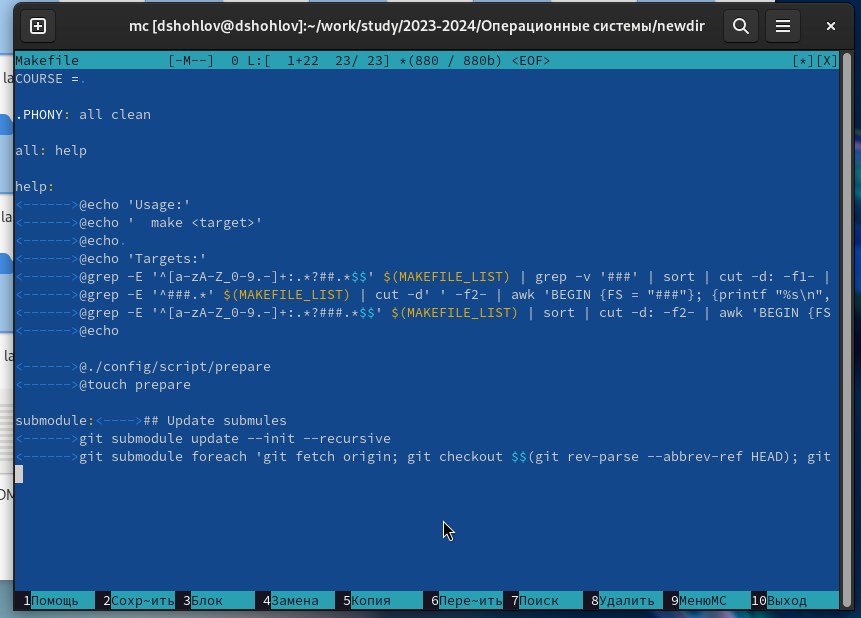 mc [dshohlov@dshohlov]:~/work/study/2023-2024/Операционные системы/newdir
Makefile [-M--] 0 L:[ 1+22 23/ 23] *(880 / 880b) <EOF> [*][X]
COURSE =.
.PHONY: all clean
all: help
help:
<------>@echo 'Usage:'
<------>@echo '  make <target>'
<------>@echo.
<------>@echo 'Targets:'
<------>@grep -E '^[a-zA-Z_0-9.-]+:.*?##.*$$' $(MAKEFILE_LIST) | grep -v '###' | sort | cut -d: -f1- |
<------>@grep -E '^###.*' $(MAKEFILE_LIST) | cut -d' ' -f2- | awk 'BEGIN {FS = "###"}; {printf "%s\n",
<------>@grep -E '^[a-zA-Z_0-9.-]+:.*?###.*$$' $(MAKEFILE_LIST) | sort | cut -d: -f2- | awk 'BEGIN {FS
<------>@echo
<------>@./config/script/prepare
<------>@touch prepare
submodule:<---->## Update submules
<------>git submodule update --init --recursive
<------>git submodule foreach 'git fetch origin; git checkout $$(git rev-parse --abbrev-ref HEAD); git
1Помощь 2Сохр~ить 3Блок 4Замена 5Копия 6Пере~ить 7Поиск 8Удалить 9МенюMC 10Выход